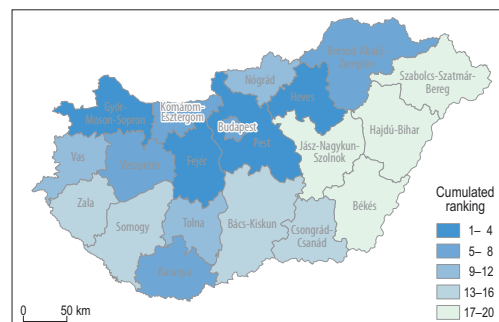 Borsod-Abaúj-
Zemplén
Szabolcs-Szatmár-
Bereg
Nógrád
Heves
Győr-
Moson-Sopron
Komárom-
Esztergom
Budapest
Pest
Hajdú-Bihar
Jász-Nagykun-
Szolnok
Vas
Veszprém
Fejér
Békés
Zala
Somogy
Tolna
Bács-Kiskun
Csongrád-
Csanád
Baranya
Cumulated
ranking
1– 4
5– 8
9–12
13–16
17–20
0 50 km